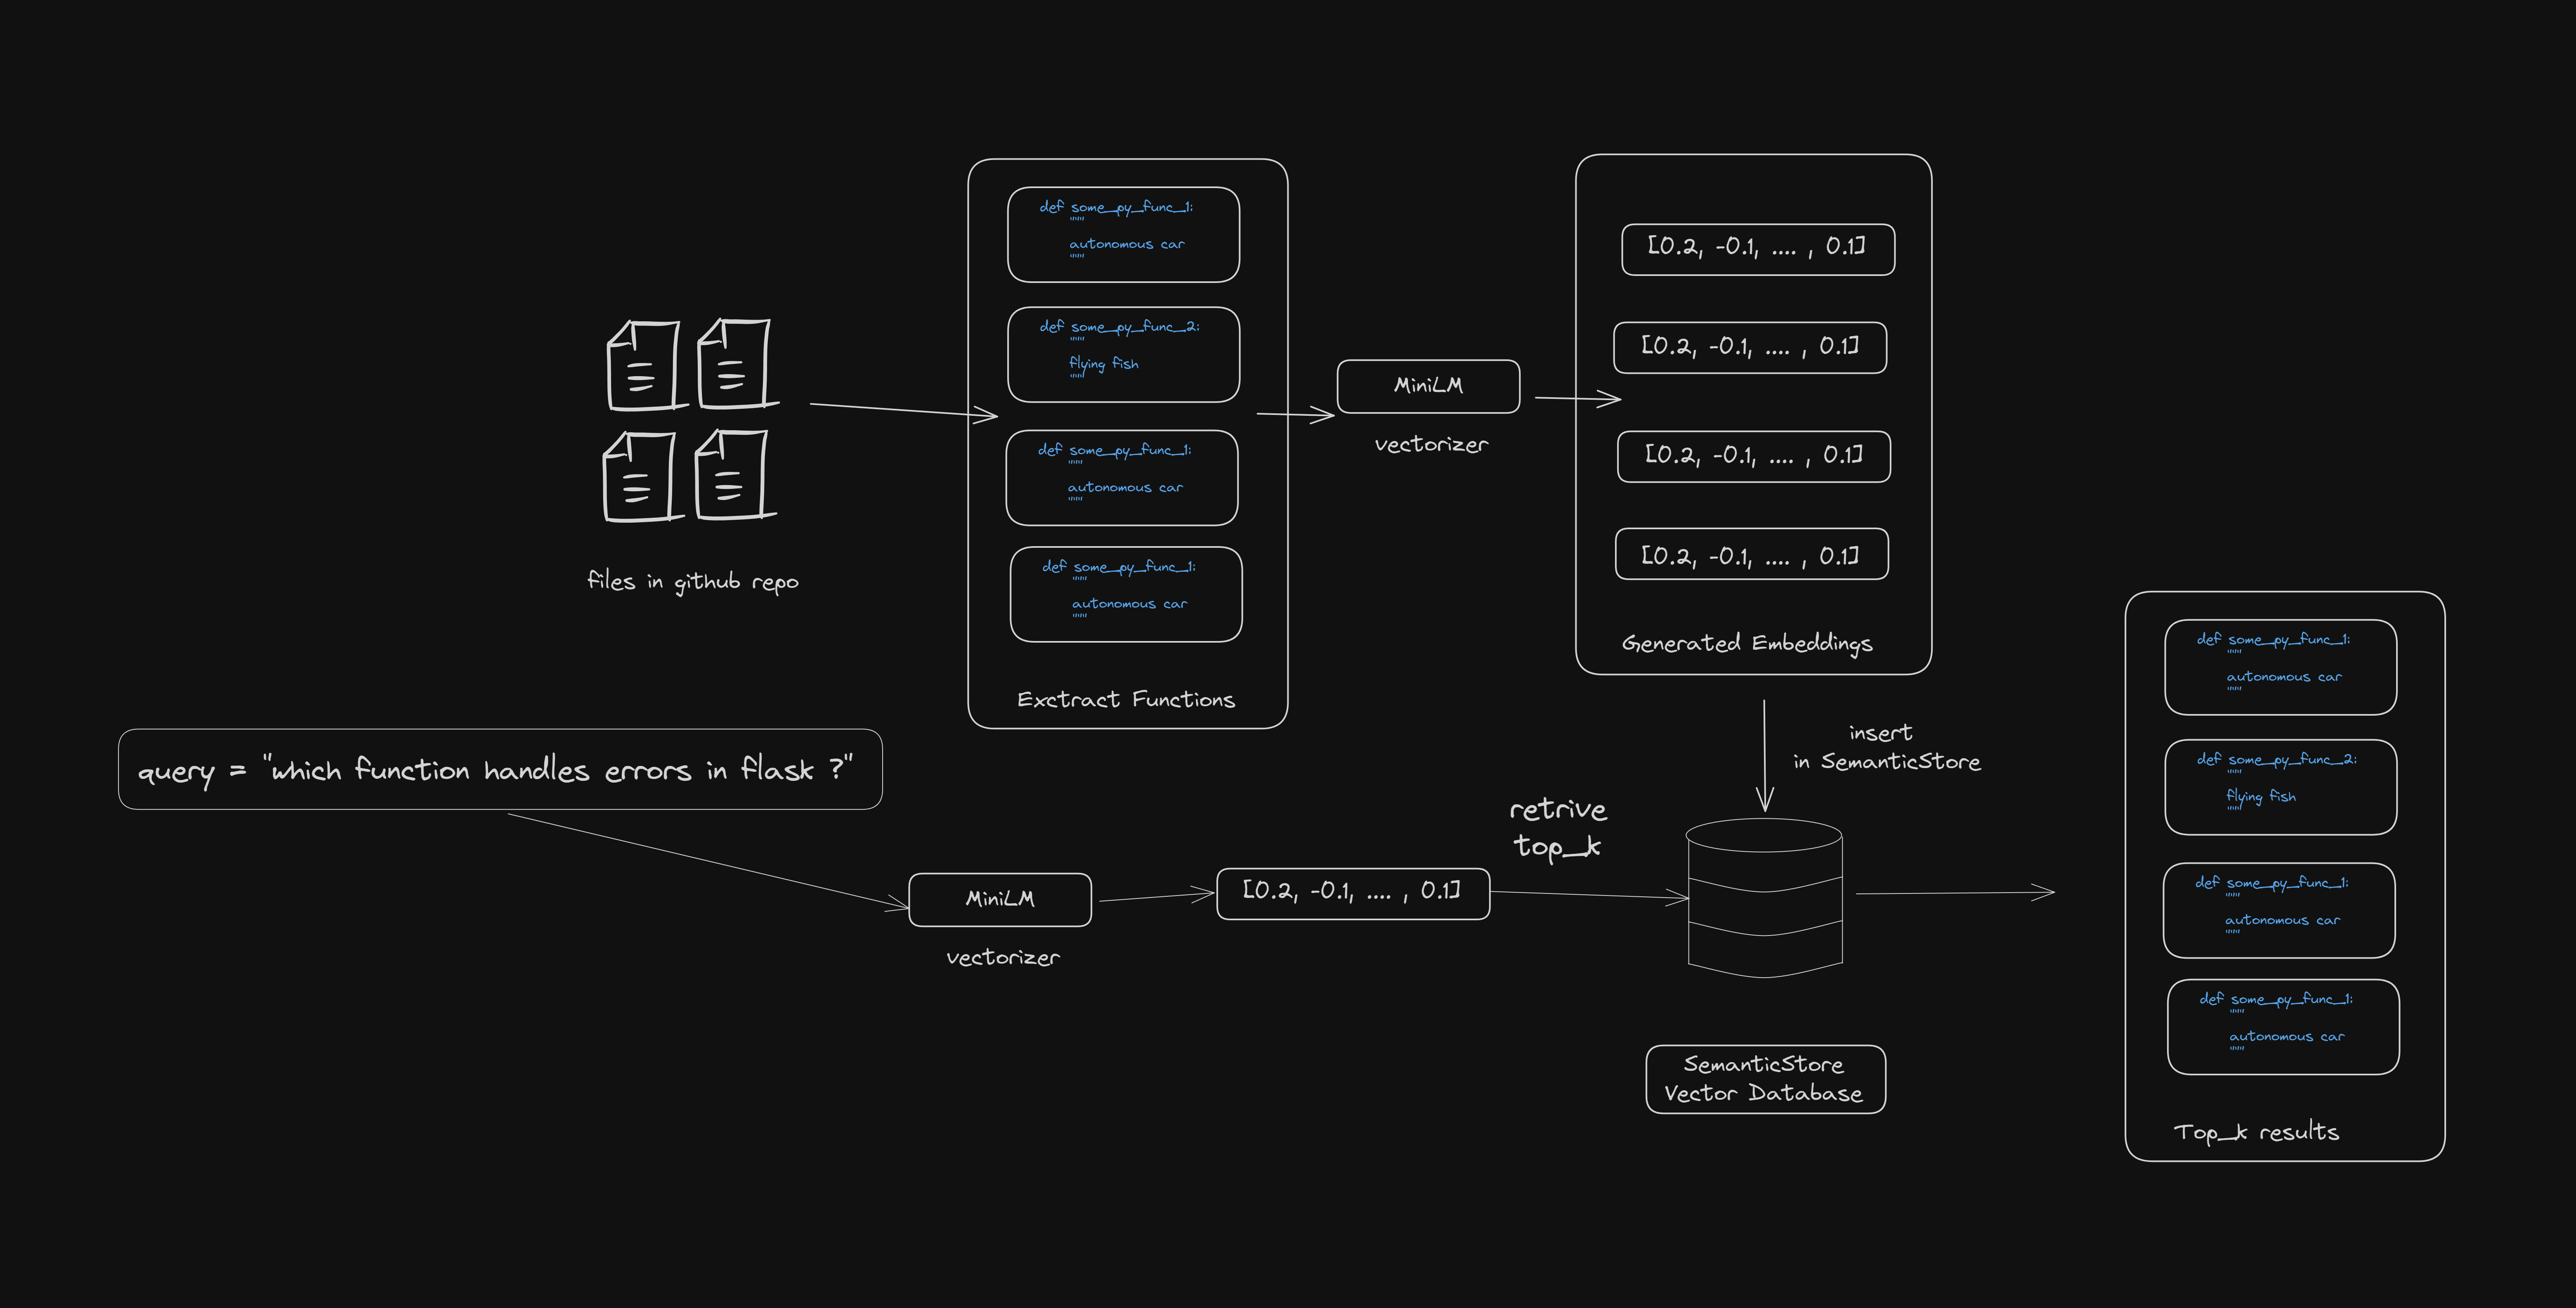 def some_py_func_1:
""""
autonomous car
""""
def some_py_func_2:
""""
flying fish
""""
def some_py_func_1:
""""
autonomous car
""""
def some_py_func_1:
""""
autonomous car
""""
Exctract Functions
files in github repo
MiniLM
vectorizer
[0.2, -0.1, .... , 0.1]
[0.2, -0.1, .... , 0.1]
[0.2, -0.1, .... , 0.1]
[0.2, -0.1, .... , 0.1]
Generated Embeddings
insert
in SemanticStore
query = "which function handles errors in flask ?"
MiniLM
vectorizer
[0.2, -0.1, .... , 0.1]
retrive
top_k
SemanticStore
Vector Database
def some_py_func_1:
""""
autonomous car
""""
def some_py_func_2:
""""
flying fish
""""
def some_py_func_1:
""""
autonomous car
""""
def some_py_func_1:
""""
autonomous car
""""
Top_k results